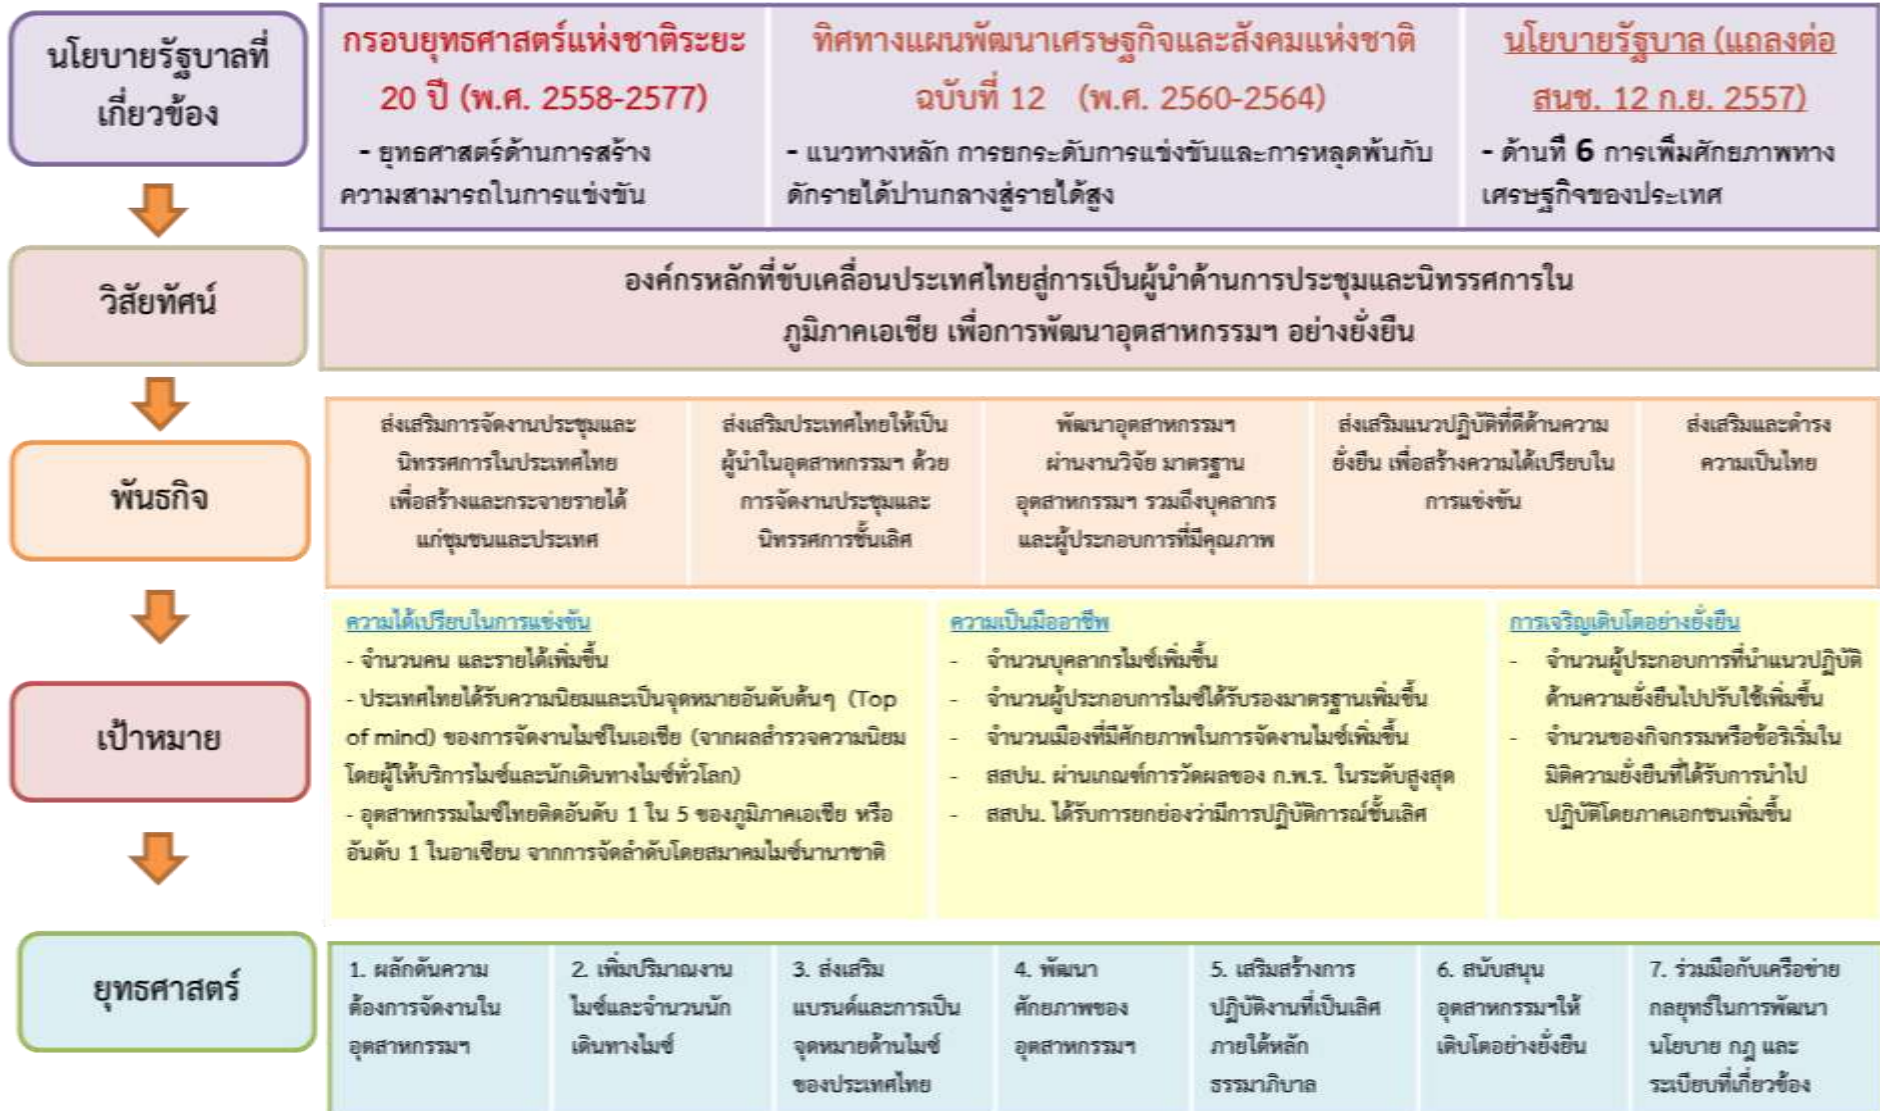 นโยบายรัฐบาลที่
เกี่ยวข้อง
กรอบยุทธศาสตร์แห่งชาติระยะ
20 ปี (พ.ศ. 2558-2577)
- ยุทธศาสตร์ด้านการสร้าง
ความสามารถในการแข่งขัน
ทิศทางแผนพัฒนาเศรษฐกิจและสังคมแห่งชาติ
ฉบับที่ 12 (พ.ศ. 2560-2564)
- แนวทางหลัก การยกระดับการแข่งขันและการหลุดพ้นกับ
ดักรายได้ปานกลางสู่รายได้สูง
นโยบายรัฐบาล (แถลงต่อ
สนช. 12 ก.ย. 2557)
- ด้านที่ 6 การเพิ่มศักยภาพทาง
เศรษฐกิจของประเทศ
วิสัยทัศน์
องค์กรหลักที่ขับเคลื่อนประเทศไทยสู่การเป็นผู้นำด้านการประชุมและนิทรรศการใน
ภูมิภาคเอเชีย เพื่อการพัฒนาอุตสาหกรรมฯ อย่างยั่งยืน
พันธกิจ
ส่งเสริมการจัดงานประชุมและ
นิทรรศการในประเทศไทย
เพื่อสร้างและกระจายรายได้
แก่ชุมชนและประเทศ
ส่งเสริมประเทศไทยให้เป็น
ผู้นำในอุตสาหกรรมฯ ด้วย
การจัดงานประชุมและ
นิทรรศการชั้นเลิศ
พัฒนาอุตสาหกรรมฯ
ผ่านงานวิจัย มาตรฐาน
อุตสาหกรรมฯ รวมถึงบุคลากร
และผู้ประกอบการที่มีคุณภาพ
ส่งเสริมแนวปฏิบัติที่ดีด้านความ
ยั่งยืน เพื่อสร้างความได้เปรียบใน
การแข่งขัน
ส่งเสริมและดำรง
ความเป็นไทย
เป้าหมาย
ความได้เปรียบในการแข่งขัน
- จำนวนคน และรายได้เพิ่มขึ้น
- ประเทศไทยได้รับความนิยมและเป็นจุดหมายอันดับต้นๆ (Top
of mind) ของการจัดงานไมซ์ในเอเชีย (จากผลสำรวจความนิยม
โดยผู้ให้บริการไมซ์และนักเดินทางไมซ์ทั่วโลก)
- อุตสาหกรรมไมซ์ไทยติดอันดับ 1 ใน 5 ของภูมิภาคเอเชีย หรือ
อันดับ 1 ในอาเซียน จากการจัดลำดับโดยสมาคมไมซ์นานาชาติ
ความเป็นมืออาชีพ
- จำนวนบุคลากรไมซ์เพิ่มขึ้น
- จำนวนผู้ประกอบการไมซ์ได้รับรองมาตรฐานเพิ่มขึ้น
- จำนวนเมืองที่มีศักยภาพในการจัดงานไมซ์เพิ่มขึ้น
- สสปน. ผ่านเกณฑ์การวัดผลของ ก.พ.ร. ในระดับสูงสุด
- สสปน. ได้รับการยกย่องว่ามีการปฏิบัติการณ์ชั้นเลิศ
การเจริญเติบโตอย่างยั่งยืน
- จำนวนผู้ประกอบการที่นำแนวปฏิบัติ
ด้านความยั่งยืนไปปรับใช้เพิ่มขึ้น
- จำนวนของกิจกรรมหรือข้อริเริ่มใน
มิติความยั่งยืนที่ได้รับการนำไป
ปฏิบัติโดยภาคเอกชนเพิ่มขึ้น
ยุทธศาสตร์
1. ผลักดันความ
ต้องการจัดงานใน
อุตสาหกรรมฯ
2. เพิ่มปริมาณงาน
ไมซ์และจำนวนนัก
เดินทางไมซ์
3. ส่งเสริม
แบรนด์และการเป็น
จุดหมายด้านไมซ์
ของประเทศไทย
4. พัฒนา
ศักยภาพของ
อุตสาหกรรมฯ
5. เสริมสร้างการ
ปฏิบัติงานที่เป็นเลิศ
ภายใต้หลัก
ธรรมาภิบาล
6. สนับสนุน
อุตสาหกรรมฯให้
เติบโตอย่างยั่งยืน
7. ร่วมมือกับเครือข่าย
กลยุทธ์ในการพัฒนา
นโยบาย กฎ และ
ระเบียบที่เกี่ยวข้อง